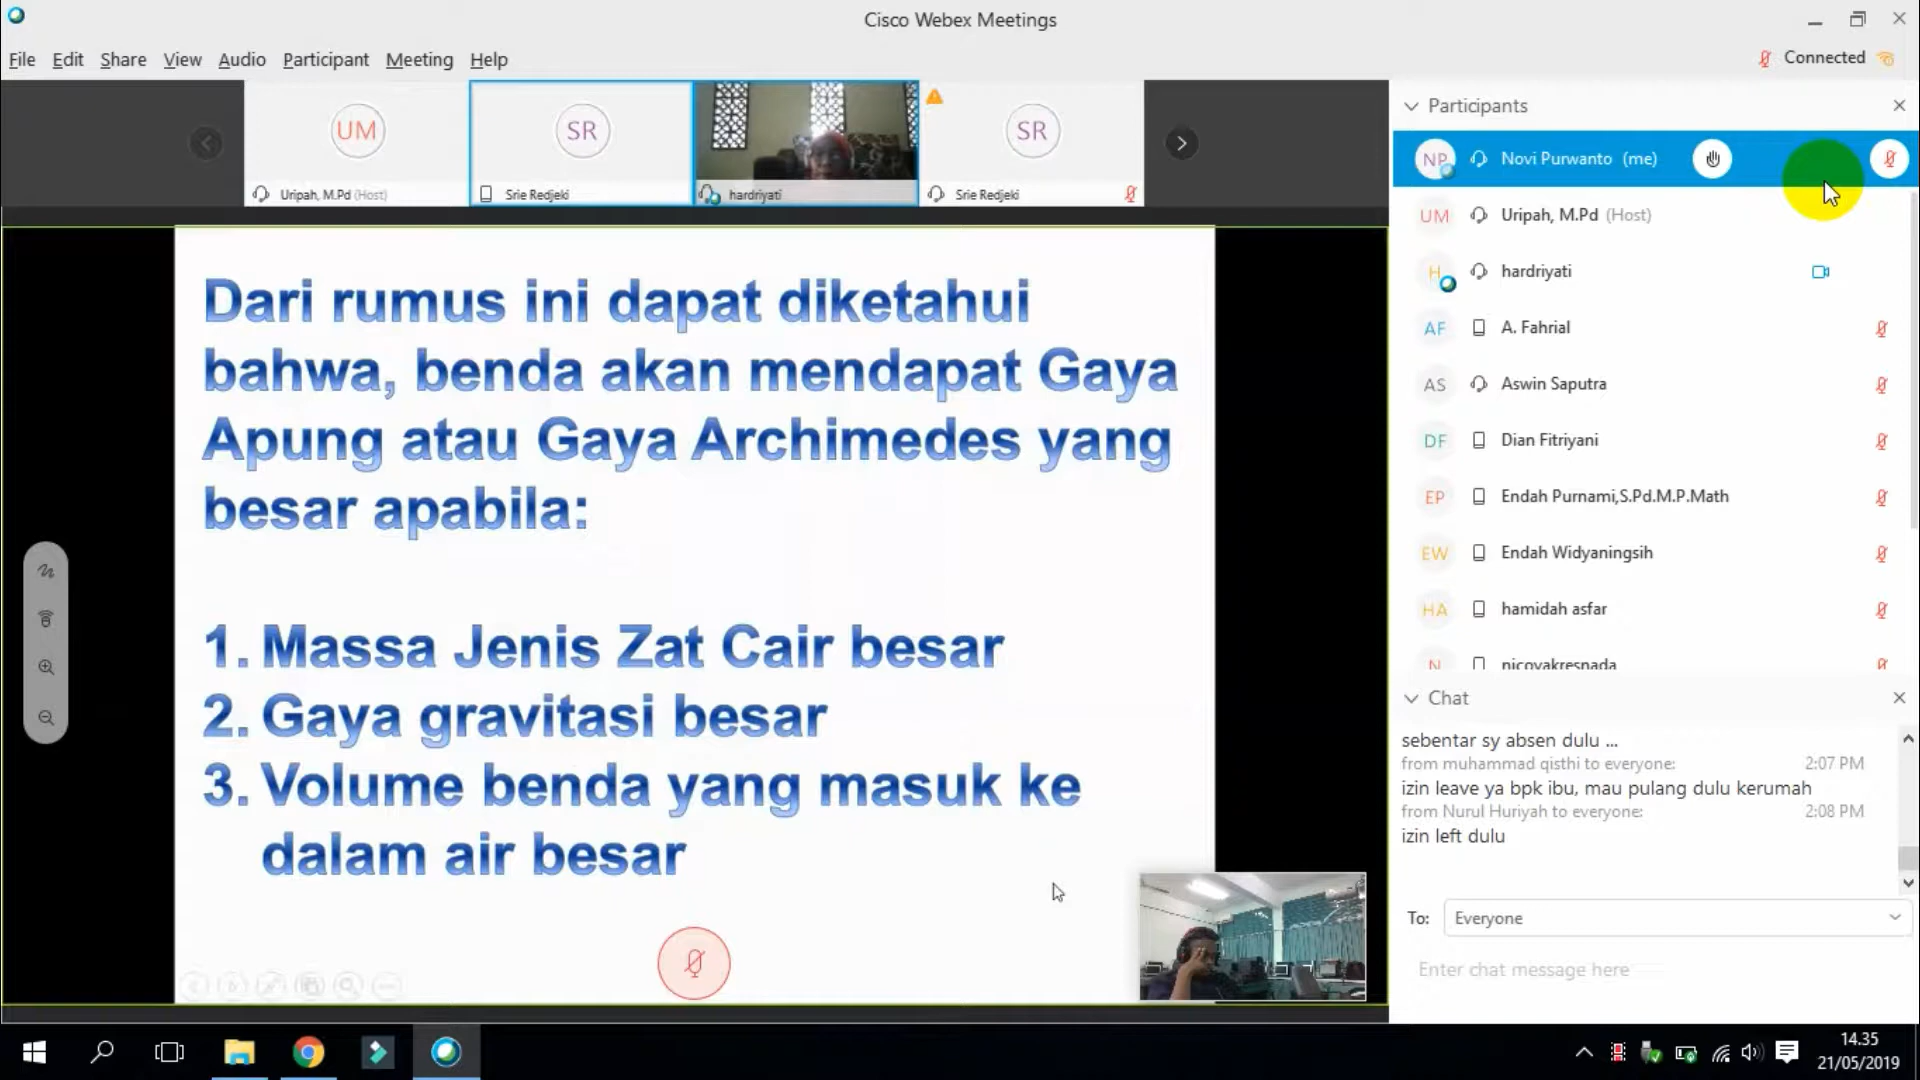 Cisco Webex Meetings
File Edit Share View Audio Participant Meeting Help
Connected
UM
Uripah, M.Pd (Host)
SR
Srie Redjeki
hardriyati
SR
Srie Redjeki
Dari rumus ini dapat diketahui
bahwa, benda akan mendapat Gaya
Apung atau Gaya Archimedes yang
besar apabila:
1. Massa Jenis Zat Cair besar
2. Gaya gravitasi besar
3. Volume benda yang masuk ke
dalam air besar
Participants
NP Novi Purwanto (me)
UM Uripah, M.Pd (Host)
H hardriyati
AF A. Fahrial
AS Aswin Saputra
DF Dian Fitriyani
EP Endah Purnami,S.Pd.M.P.Math
EW Endah Widyaningsih
HA hamidah asfar
N nicoyakresnada
Chat
sebentar sy absen dulu ...
from muhammad qisthi to everyone: 2:07 PM
izin leave ya bpk ibu, mau pulang dulu kerumah
from Nurul Huriyah to everyone: 2:08 PM
izin left dulu
To: Everyone
Enter chat message here
14.35
21/05/2019